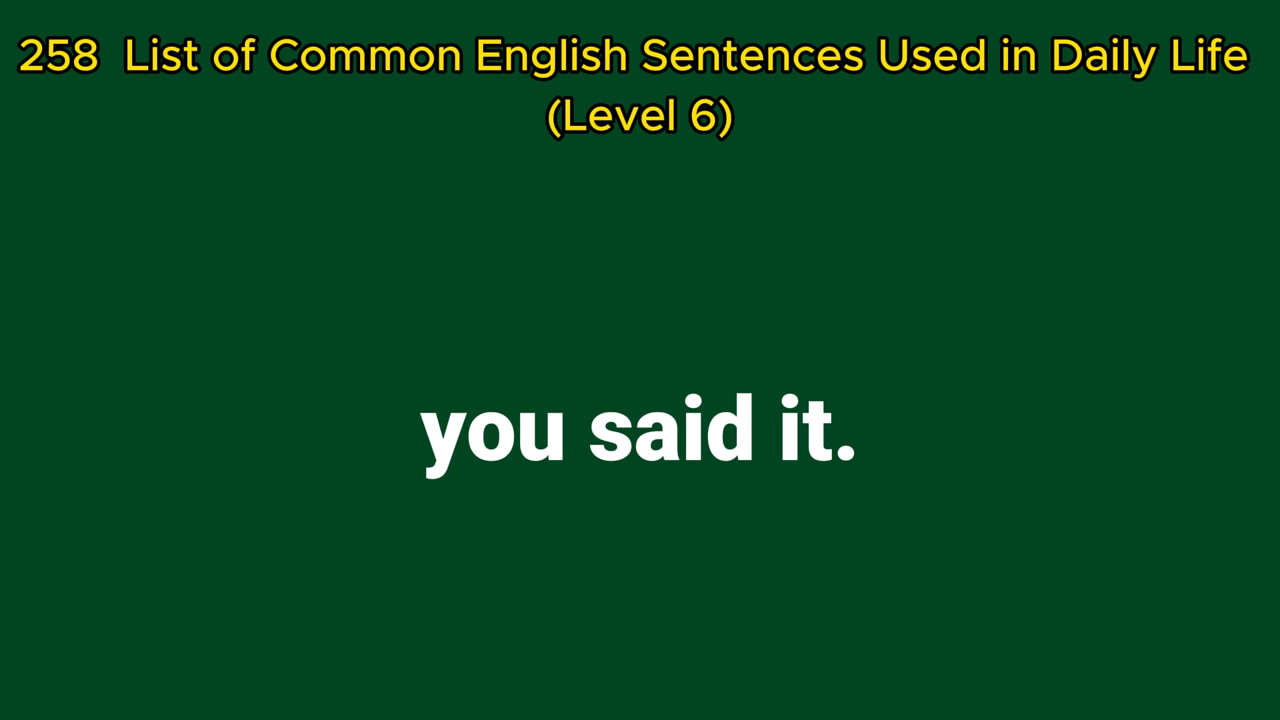 258  List of Common English Sentences Used in Daily Life
(Level 6)
you said it.